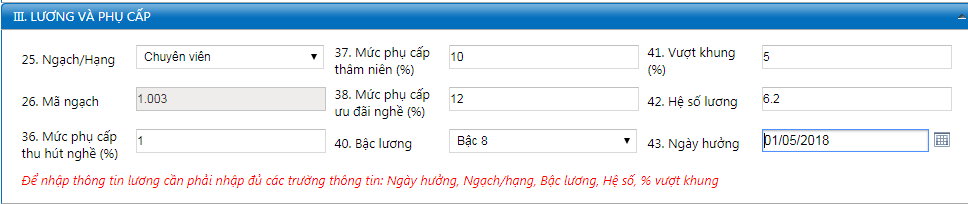 III. LƯƠNG VÀ PHỤ CẤP
25. Ngạch/Hạng
Chuyên viên
37. Mức phụ cấp
thâm niên (%)
10
41. Vượt khung
(%)
5
26. Mã ngạch
1.003
38. Mức phụ cấp
ưu đãi nghề (%)
12
42. Hệ số lương
6.2
36. Mức phụ cấp
thu hút nghề (%)
1
40. Bậc lương
Bậc 8
43. Ngày hưởng
01/05/2018
Để nhập thông tin lương cần phải nhập đủ các trường thông tin: Ngày hưởng, Ngạch/hạng, Bậc lương, Hệ số, % vượt khung